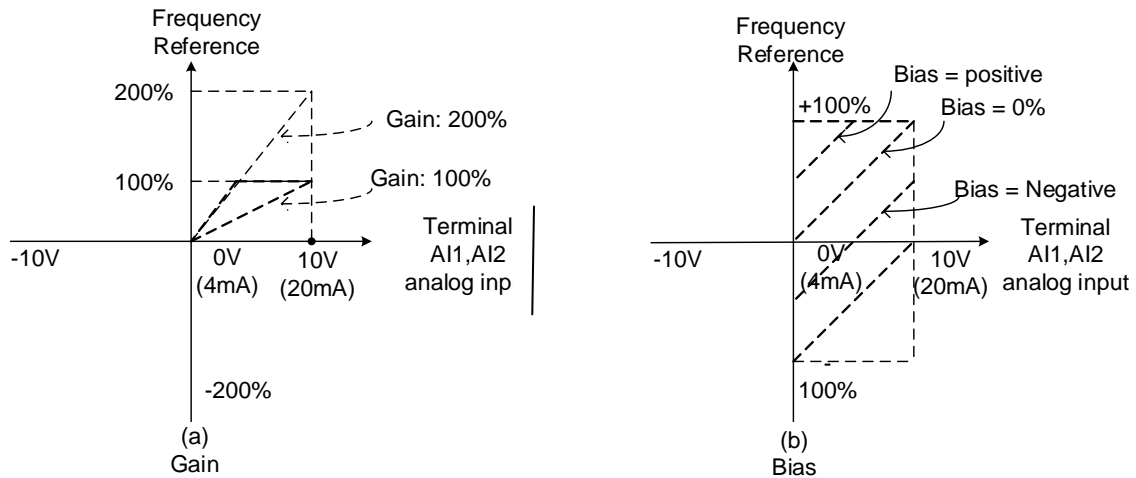 Frequency
Reference
200%
Gain: 200%
100%
Gain: 100%
Terminal
AI1,AI2
analog inp
-10V
0V
10V
(4mA)
(20mA)
-200%
(a)
Gain
Frequency
Reference
Bias = positive
+100%
Bias = 0%
Bias = Negative
Terminal
AI1,AI2
analog input
-10V
0V
10V
(4mA)
(20mA)
-
100%
(b)
Bias